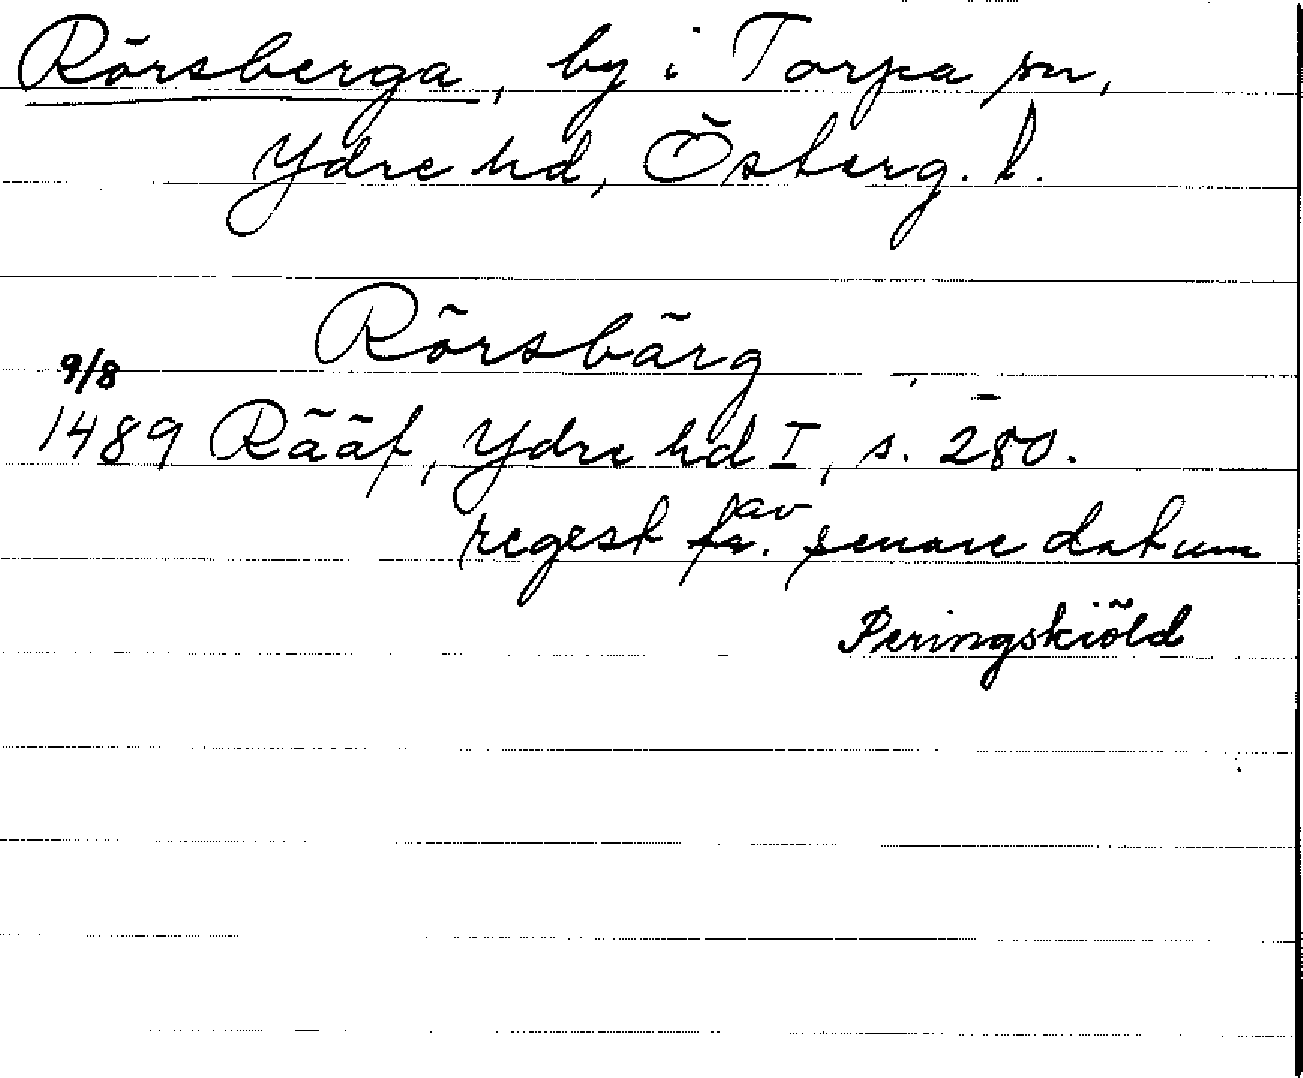 Rörsberga, by i Torpa sn,
Ydre hd, Österg. l.
Rörsbärg
9/8
1489 Rääf, Ydre hd I, s. 280.
regest av senare datum
Peringskiöld